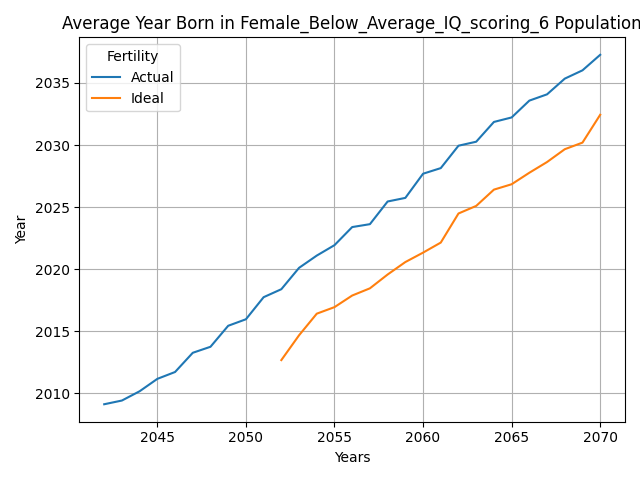 Average Year Born in Female_Below_Average_IQ_scoring_6 Population
Fertility
Actual
Ideal
2035
2030
2025
2020
2015
2010
Year
2045 2050 2055 2060 2065 2070
Years